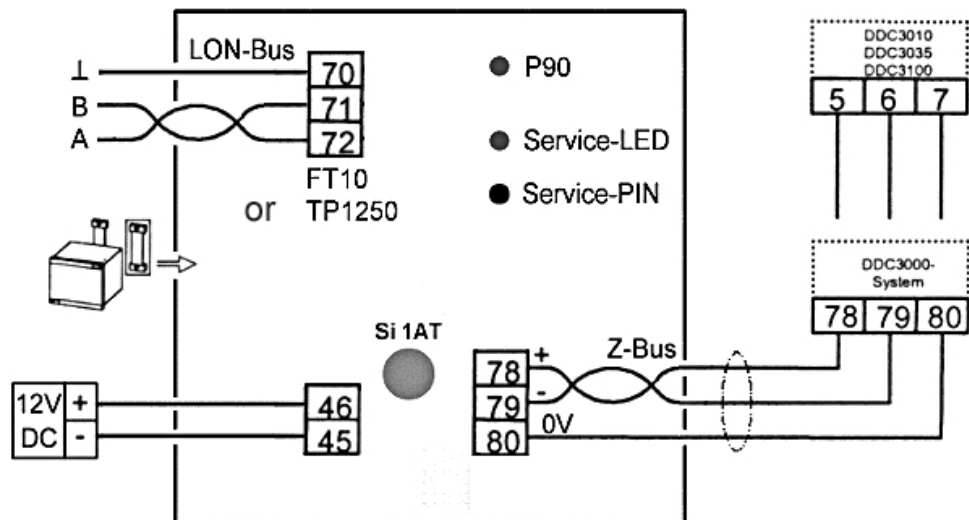 LON-Bus
⊥
B
A
70
71
72
FT10
or TP1250
P90
Service-LED
Service-PIN
DDC3010
DDC3035
DDC3100
5 6 7
DDC3000-
System
78 79 80
Si 1AT
12V +
DC -
46
45
78 + Z-Bus
79 -
80 0V